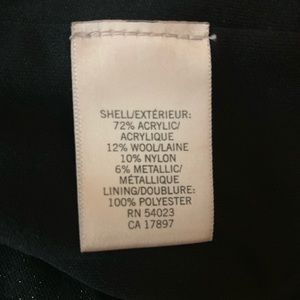 SHELL/EXTÉRIEUR:
72% ACRYLIC/
ACRYLIQUE
12% WOOL/LAINE
10% NYLON
6% METALLIC/
MÉTALLIQUE
LINING/DOUBLURE:
100% POLYESTER
RN 54023
CA 17897